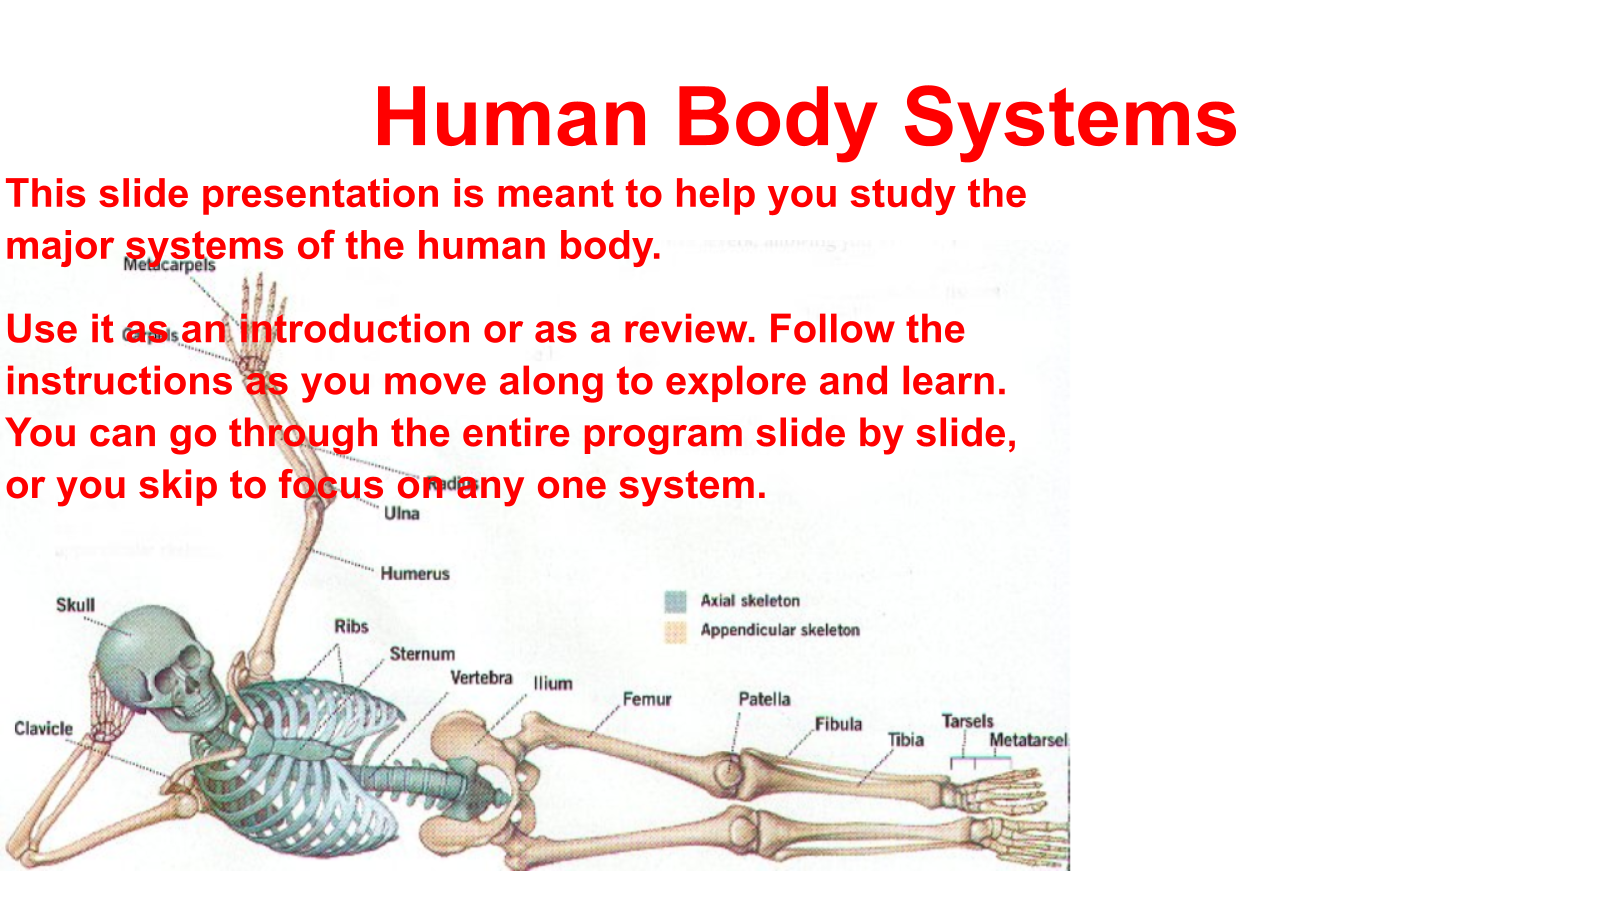 Human Body Systems
This slide presentation is meant to help you study the
major systems of the human body.
Use it as an introduction or as a review. Follow the
instructions as you move along to explore and learn.
You can go through the entire program slide by slide,
or you skip to focus on any one system.
Metacarpels
Carpels
Radius
Ulna
Humerus
Skull
Axial skeleton
Appendicular skeleton
Ribs
Sternum
Vertebra
Ilium
Femur
Patella
Clavicle
Fibula
Tarsels
Tibia
Metatarsel